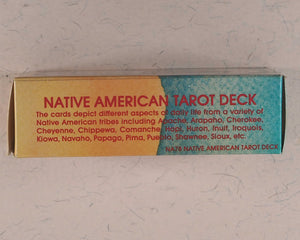 NATIVE AMERICAN TAROT DECK
The cards depict different aspects of daily life from a variety of
Native American tribes including Apache, Arapaho, Cherokee,
Cheyenne, Chippewa, Comanche, Hopi, Huron, Inuit, Iroquois,
Kiowa, Navaho, Papago, Pima, Pueblo, Shawnee, Sioux, etc.
NA78 NATIVE AMERICAN TAROT DECK